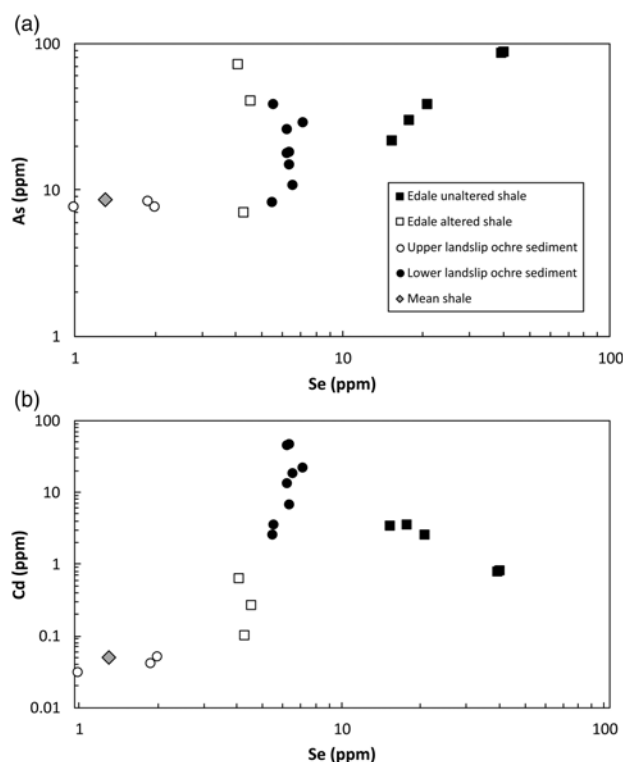 (a)
100
10
1
As (ppm)
Edale unaltered shale
Edale altered shale
Upper landslip ochre sediment
Lower landslip ochre sediment
Mean shale
1 10 100
Se (ppm)
(b)
100
10
1
0.1
0.01
Cd (ppm)
1 10 100
Se (ppm)